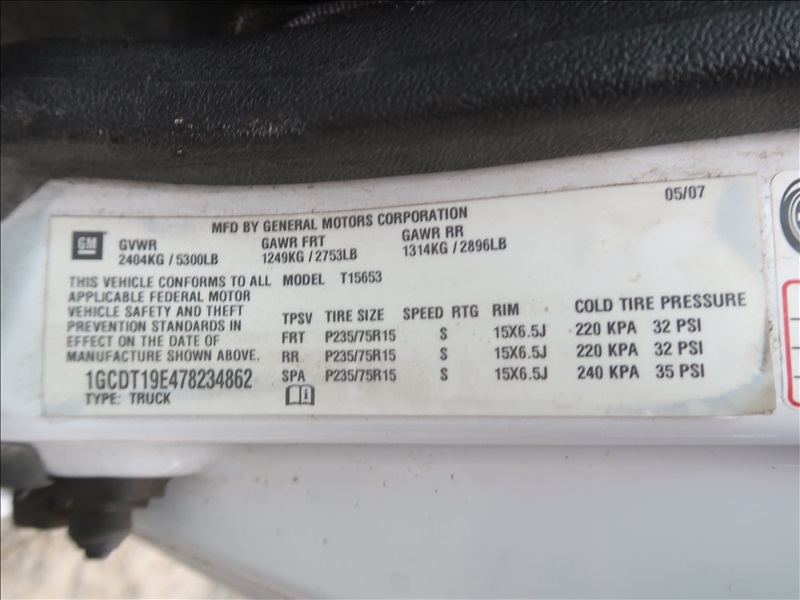 05/07
MFD BY GENERAL MOTORS CORPORATION
GM
GVWR GAWR FRT GAWR RR
2404KG / 5300LB 1249KG / 2753LB 1314KG / 2896LB
THIS VEHICLE CONFORMS TO ALL MODEL T15653
APPLICABLE FEDERAL MOTOR
VEHICLE SAFETY AND THEFT
PREVENTION STANDARDS IN
EFFECT ON THE DATE OF
MANUFACTURE SHOWN ABOVE.
TPSV TIRE SIZE SPEED RTG RIM COLD TIRE PRESSURE
FRT P235/75R15 S 15X6.5J 220 KPA 32 PSI
RR P235/75R15 S 15X6.5J 220 KPA 32 PSI
SPA P235/75R15 S 15X6.5J 240 KPA 35 PSI
1GCDT19E478234862
TYPE: TRUCK